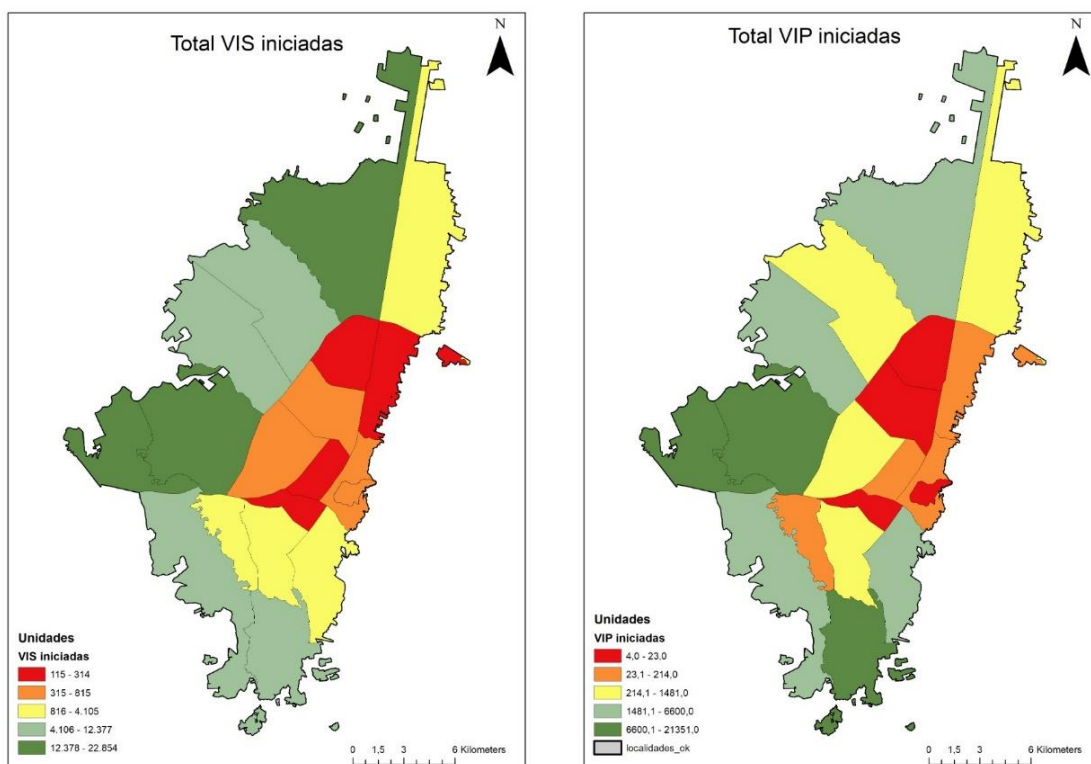 Total VIS iniciadas
N
Unidades
VIS iniciadas
115 - 314
315 - 815
816 - 4.105
4.106 - 12.377
12.378 - 22.854
0 1,5 3 6 Kilometers
Total VIP iniciadas
N
Unidades
VIP iniciadas
4,0 - 23,0
23,1 - 214,0
214,1 - 1481,0
1481,1 - 6600,0
6600,1 - 21351,0
localidades_ok
0 1,5 3 6 Kilometers